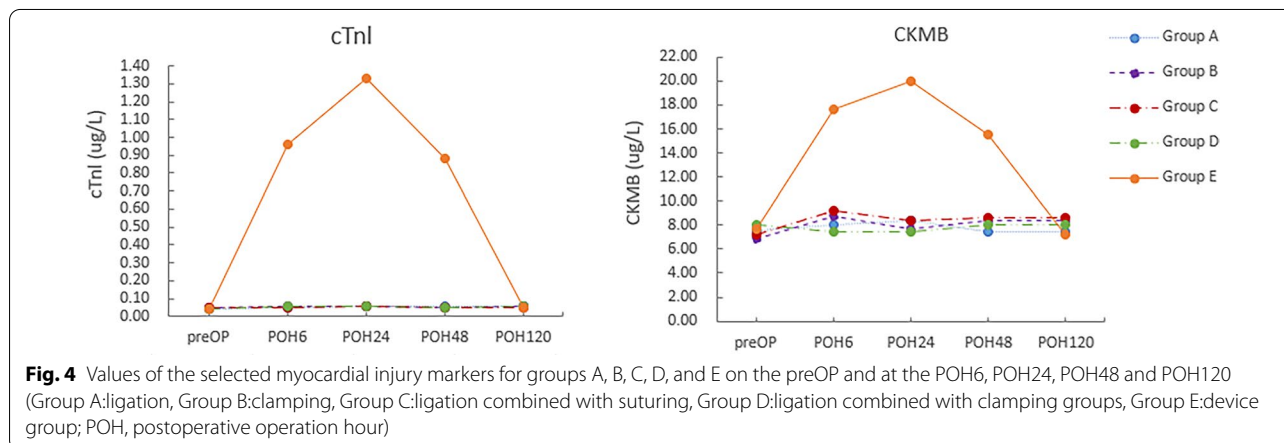 cTnl
1.40
1.30
1.20
1.10
1.00
0.90
0.80
0.70
0.60
0.50
0.40
0.30
0.20
0.10
0.00
cTnl (ug/L)
preOP POH6 POH24 POH48 POH120
CKMB
22.00
20.00
18.00
16.00
14.00
12.00
10.00
8.00
6.00
4.00
2.00
0.00
CKMB (ug/L)
preOP POH6 POH24 POH48 POH120
Group A
Group B
Group C
Group D
Group E
Fig. 4 Values of the selected myocardial injury markers for groups A, B, C, D, and E on the preOP and at the POH6, POH24, POH48 and POH120
(Group A:ligation, Group B:clamping, Group C:ligation combined with suturing, Group D:ligation combined with clamping groups, Group E:device
group; POH, postoperative operation hour)